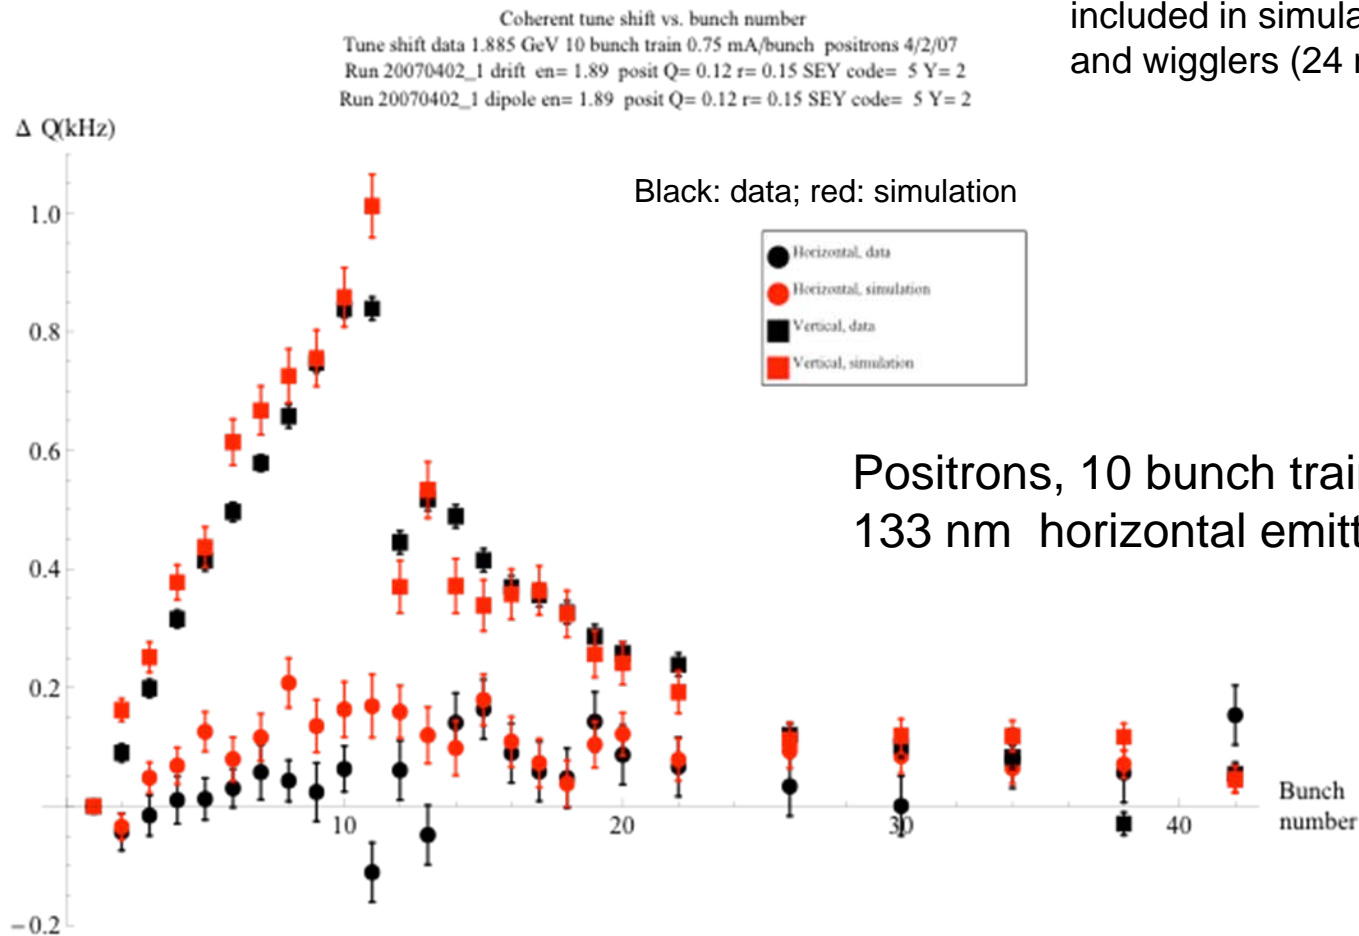 included in simula
and wigglers (24 r
Coherent tune shift vs. bunch number
Tune shift data 1.885 GeV 10 bunch train 0.75 mA/bunch positrons 4/2/07
Run 20070402_1 drift en= 1.89 posit Q= 0.12 r= 0.15 SEY code= 5 Y= 2
Run 20070402_1 dipole en= 1.89 posit Q= 0.12 r= 0.15 SEY code= 5 Y= 2
Δ Q(kHz)
Black: data; red: simulation
1.0
Horizontal, data
Horizontal, simulation
Vertical, data
Vertical, simulation
0.8
0.6
Positrons, 10 bunch train
133 nm horizontal emitt
0.4
0.2
Bunch
number
10 20 30 40
−0.2